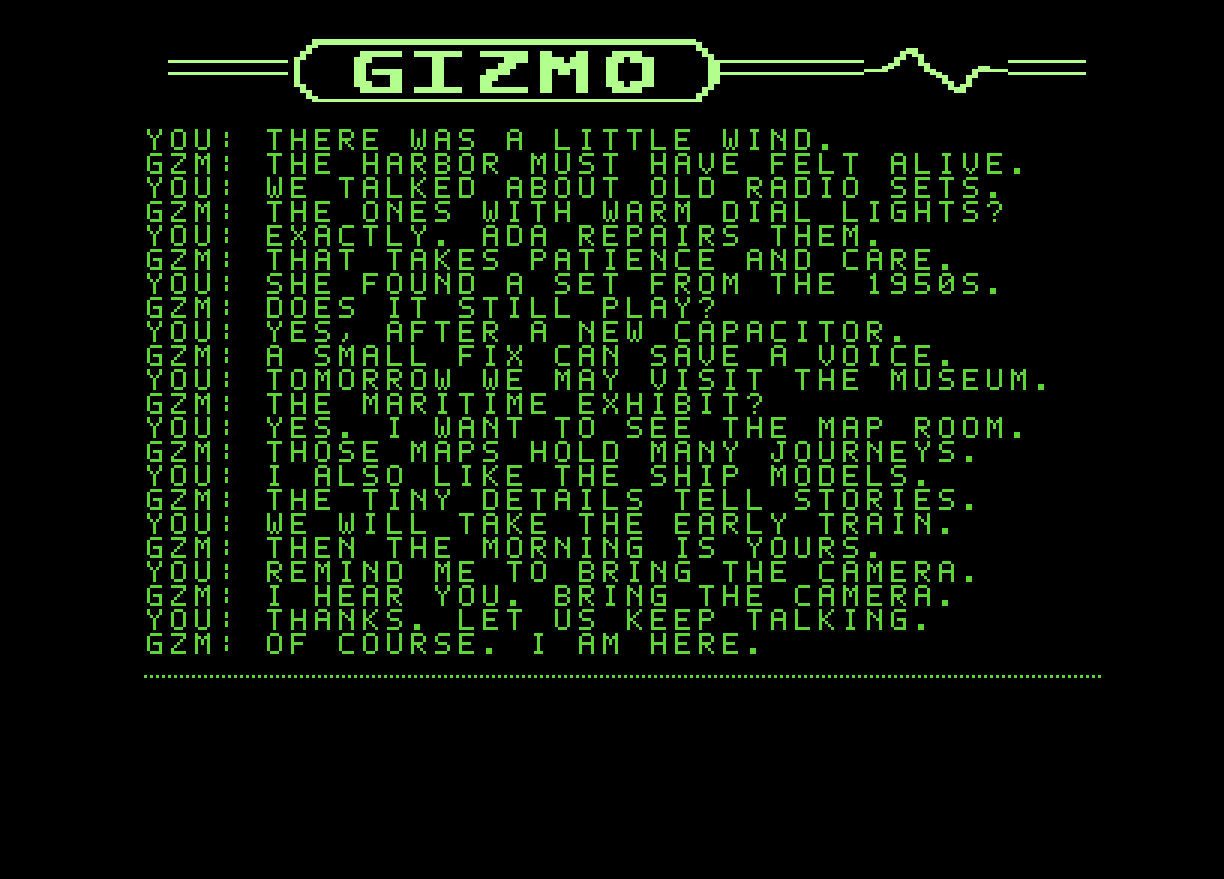 GIZMO
YOU: THERE WAS A LITTLE WIND.
GZM: THE HARBOR MUST HAVE FELT ALIVE.
YOU: WE TALKED ABOUT OLD RADIO SETS.
GZM: THE ONES WITH WARM DIAL LIGHTS?
YOU: EXACTLY. ADA REPAIRS THEM.
GZM: THAT TAKES PATIENCE AND CARE.
YOU: SHE FOUND A SET FROM THE 1950S.
GZM: DOES IT STILL PLAY?
YOU: YES, AFTER A NEW CAPACITOR.
GZM: A SMALL FIX CAN SAVE A VOICE.
YOU: TOMORROW WE MAY VISIT THE MUSEUM.
GZM: THE MARITIME EXHIBIT?
YOU: YES. I WANT TO SEE THE MAP ROOM.
GZM: THOSE MAPS HOLD MANY JOURNEYS.
YOU: I ALSO LIKE THE SHIP MODELS.
GZM: THE TINY DETAILS TELL STORIES.
YOU: WE WILL TAKE THE EARLY TRAIN.
GZM: THEN THE MORNING IS YOURS.
YOU: REMIND ME TO BRING THE CAMERA.
GZM: I HEAR YOU. BRING THE CAMERA.
YOU: THANKS. LET US KEEP TALKING.
GZM: OF COURSE. I AM HERE.